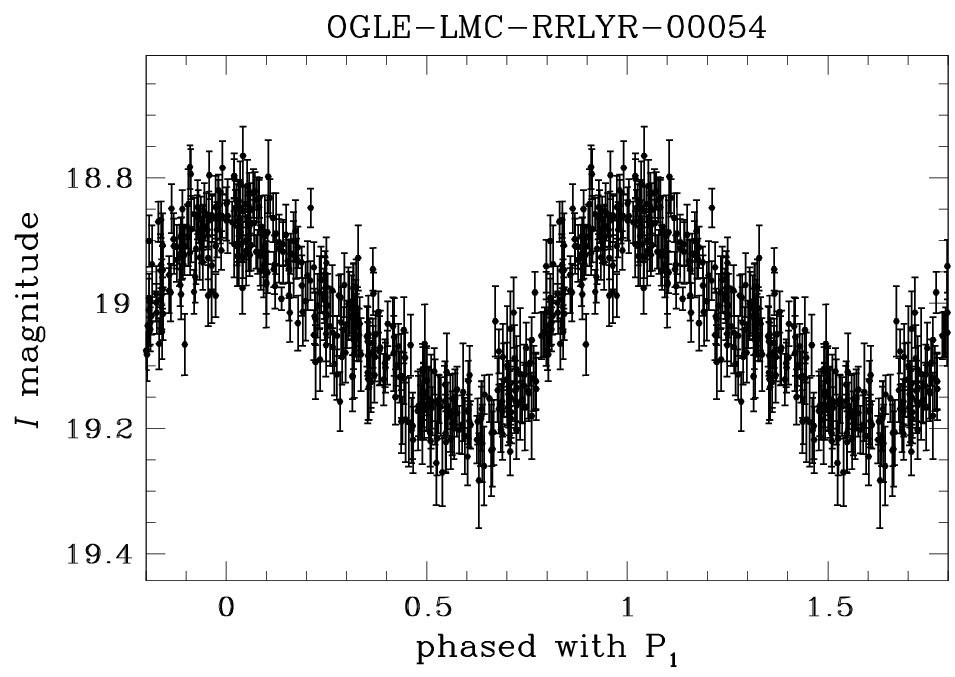 OGLE-LMC-RRLYR-00054
I magnitude
18.8
19
19.2
19.4
0 0.5 1 1.5
phased with P₁